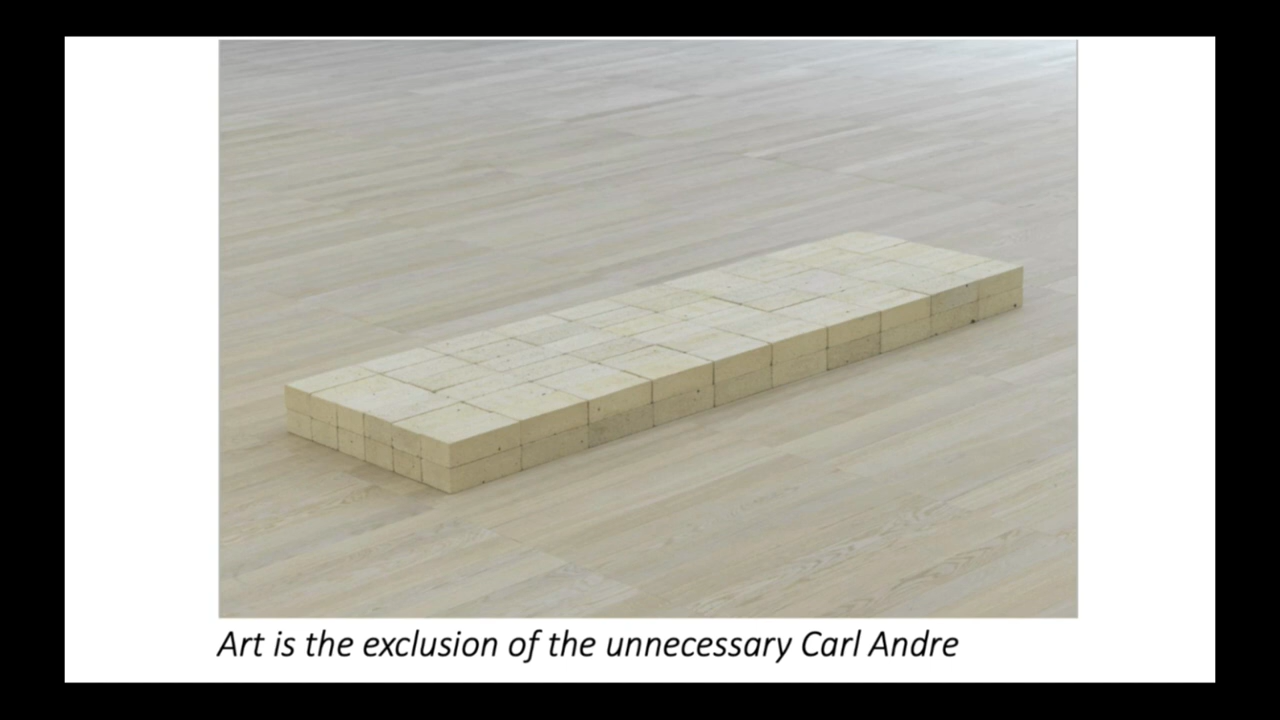 Art is the exclusion of the unnecessary Carl Andre